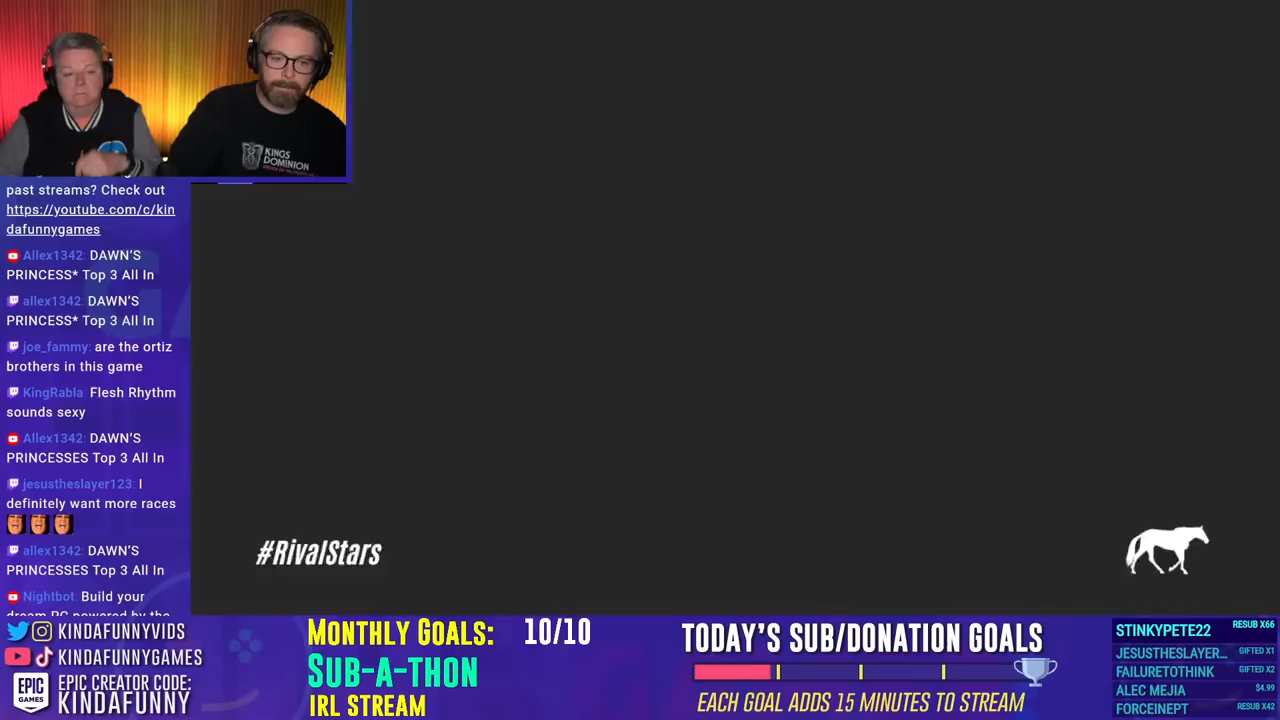 KINGS
DOMINION
past streams? Check out
https://youtube.com/c/kin
dafunnygames
Allex1342: DAWN'S
PRINCESS* Top 3 All In
allex1342: DAWN'S
PRINCESS* Top 3 All In
joe_fammy: are the ortiz
brothers in this game
KingRabla: Flesh Rhythm
sounds sexy
Allex1342: DAWN'S
PRINCESSES Top 3 All In
jesustheslayer123: I
definitely want more races
allex1342: DAWN'S
PRINCESSES Top 3 All In
Nightbot: Build your
dream PC powered by the
#RivalStars
KINDAFUNNYVIDS
KINDAFUNNYGAMES
EPIC
GAMES
EPIC CREATOR CODE:
KINDAFUNNY
MONTHLY GOALS: 10/10
SUB-A-THON
IRL STREAM
TODAY'S SUB/DONATION GOALS
EACH GOAL ADDS 15 MINUTES TO STREAM
STINKYPETE22 RESUB X66
JESUSTHESLAYER... GIFTED X1
FAILURETOTHINK GIFTED X2
ALEC MEJIA $4.99
FORCEINEPT RESUB X42